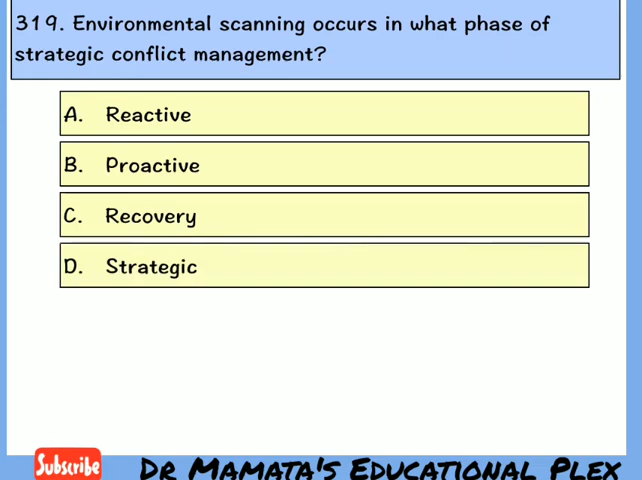 319. Environmental scanning occurs in what phase of
strategic conflict management?
A. Reactive
B. Proactive
C. Recovery
D. Strategic
Subscribe
Dr Mamata's Educational Plex